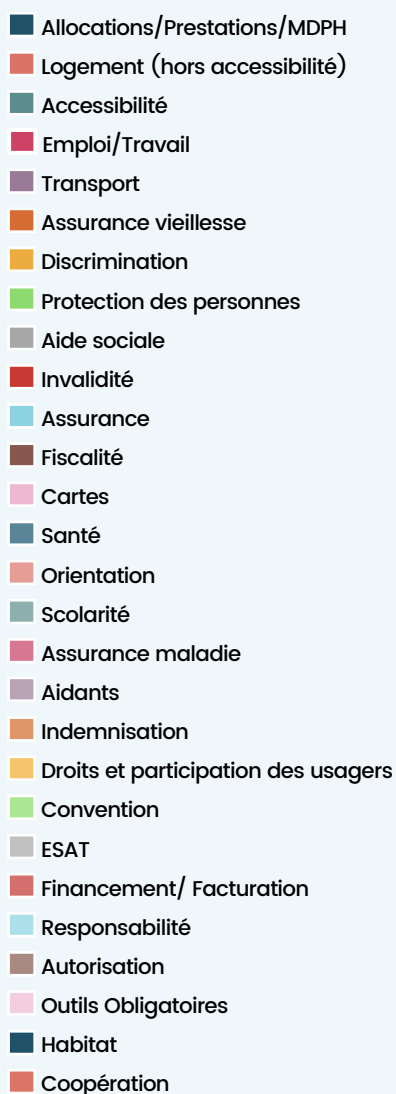 Allocations/Prestations/MDPH
Logement (hors accessibilité)
Accessibilité
Emploi/Travail
Transport
Assurance vieillesse
Discrimination
Protection des personnes
Aide sociale
Invalidité
Assurance
Fiscalité
Cartes
Santé
Orientation
Scolarité
Assurance maladie
Aidants
Indemnisation
Droits et participation des usagers
Convention
ESAT
Financement/ Facturation
Responsabilité
Autorisation
Outils Obligatoires
Habitat
Coopération